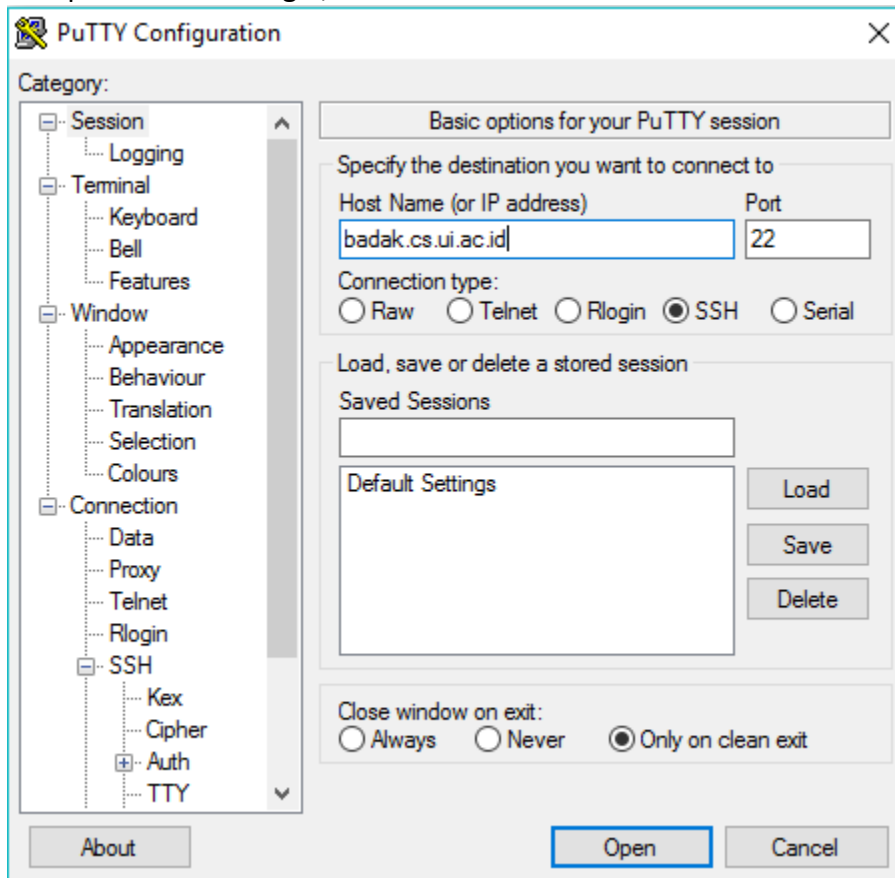 PuTTY Configuration
Category:
Session
Logging
Terminal
Keyboard
Bell
Features
Window
Appearance
Behaviour
Translation
Selection
Colours
Connection
Data
Proxy
Telnet
Rlogin
SSH
Kex
Cipher
Auth
TTY
Basic options for your PuTTY session
Specify the destination you want to connect to
Host Name (or IP address) Port
badak.cs.ui.ac.id 22
Connection type:
Raw Telnet Rlogin SSH Serial
Load, save or delete a stored session
Saved Sessions
Default Settings
Load
Save
Delete
Close window on exit:
Always Never Only on clean exit
About Open Cancel